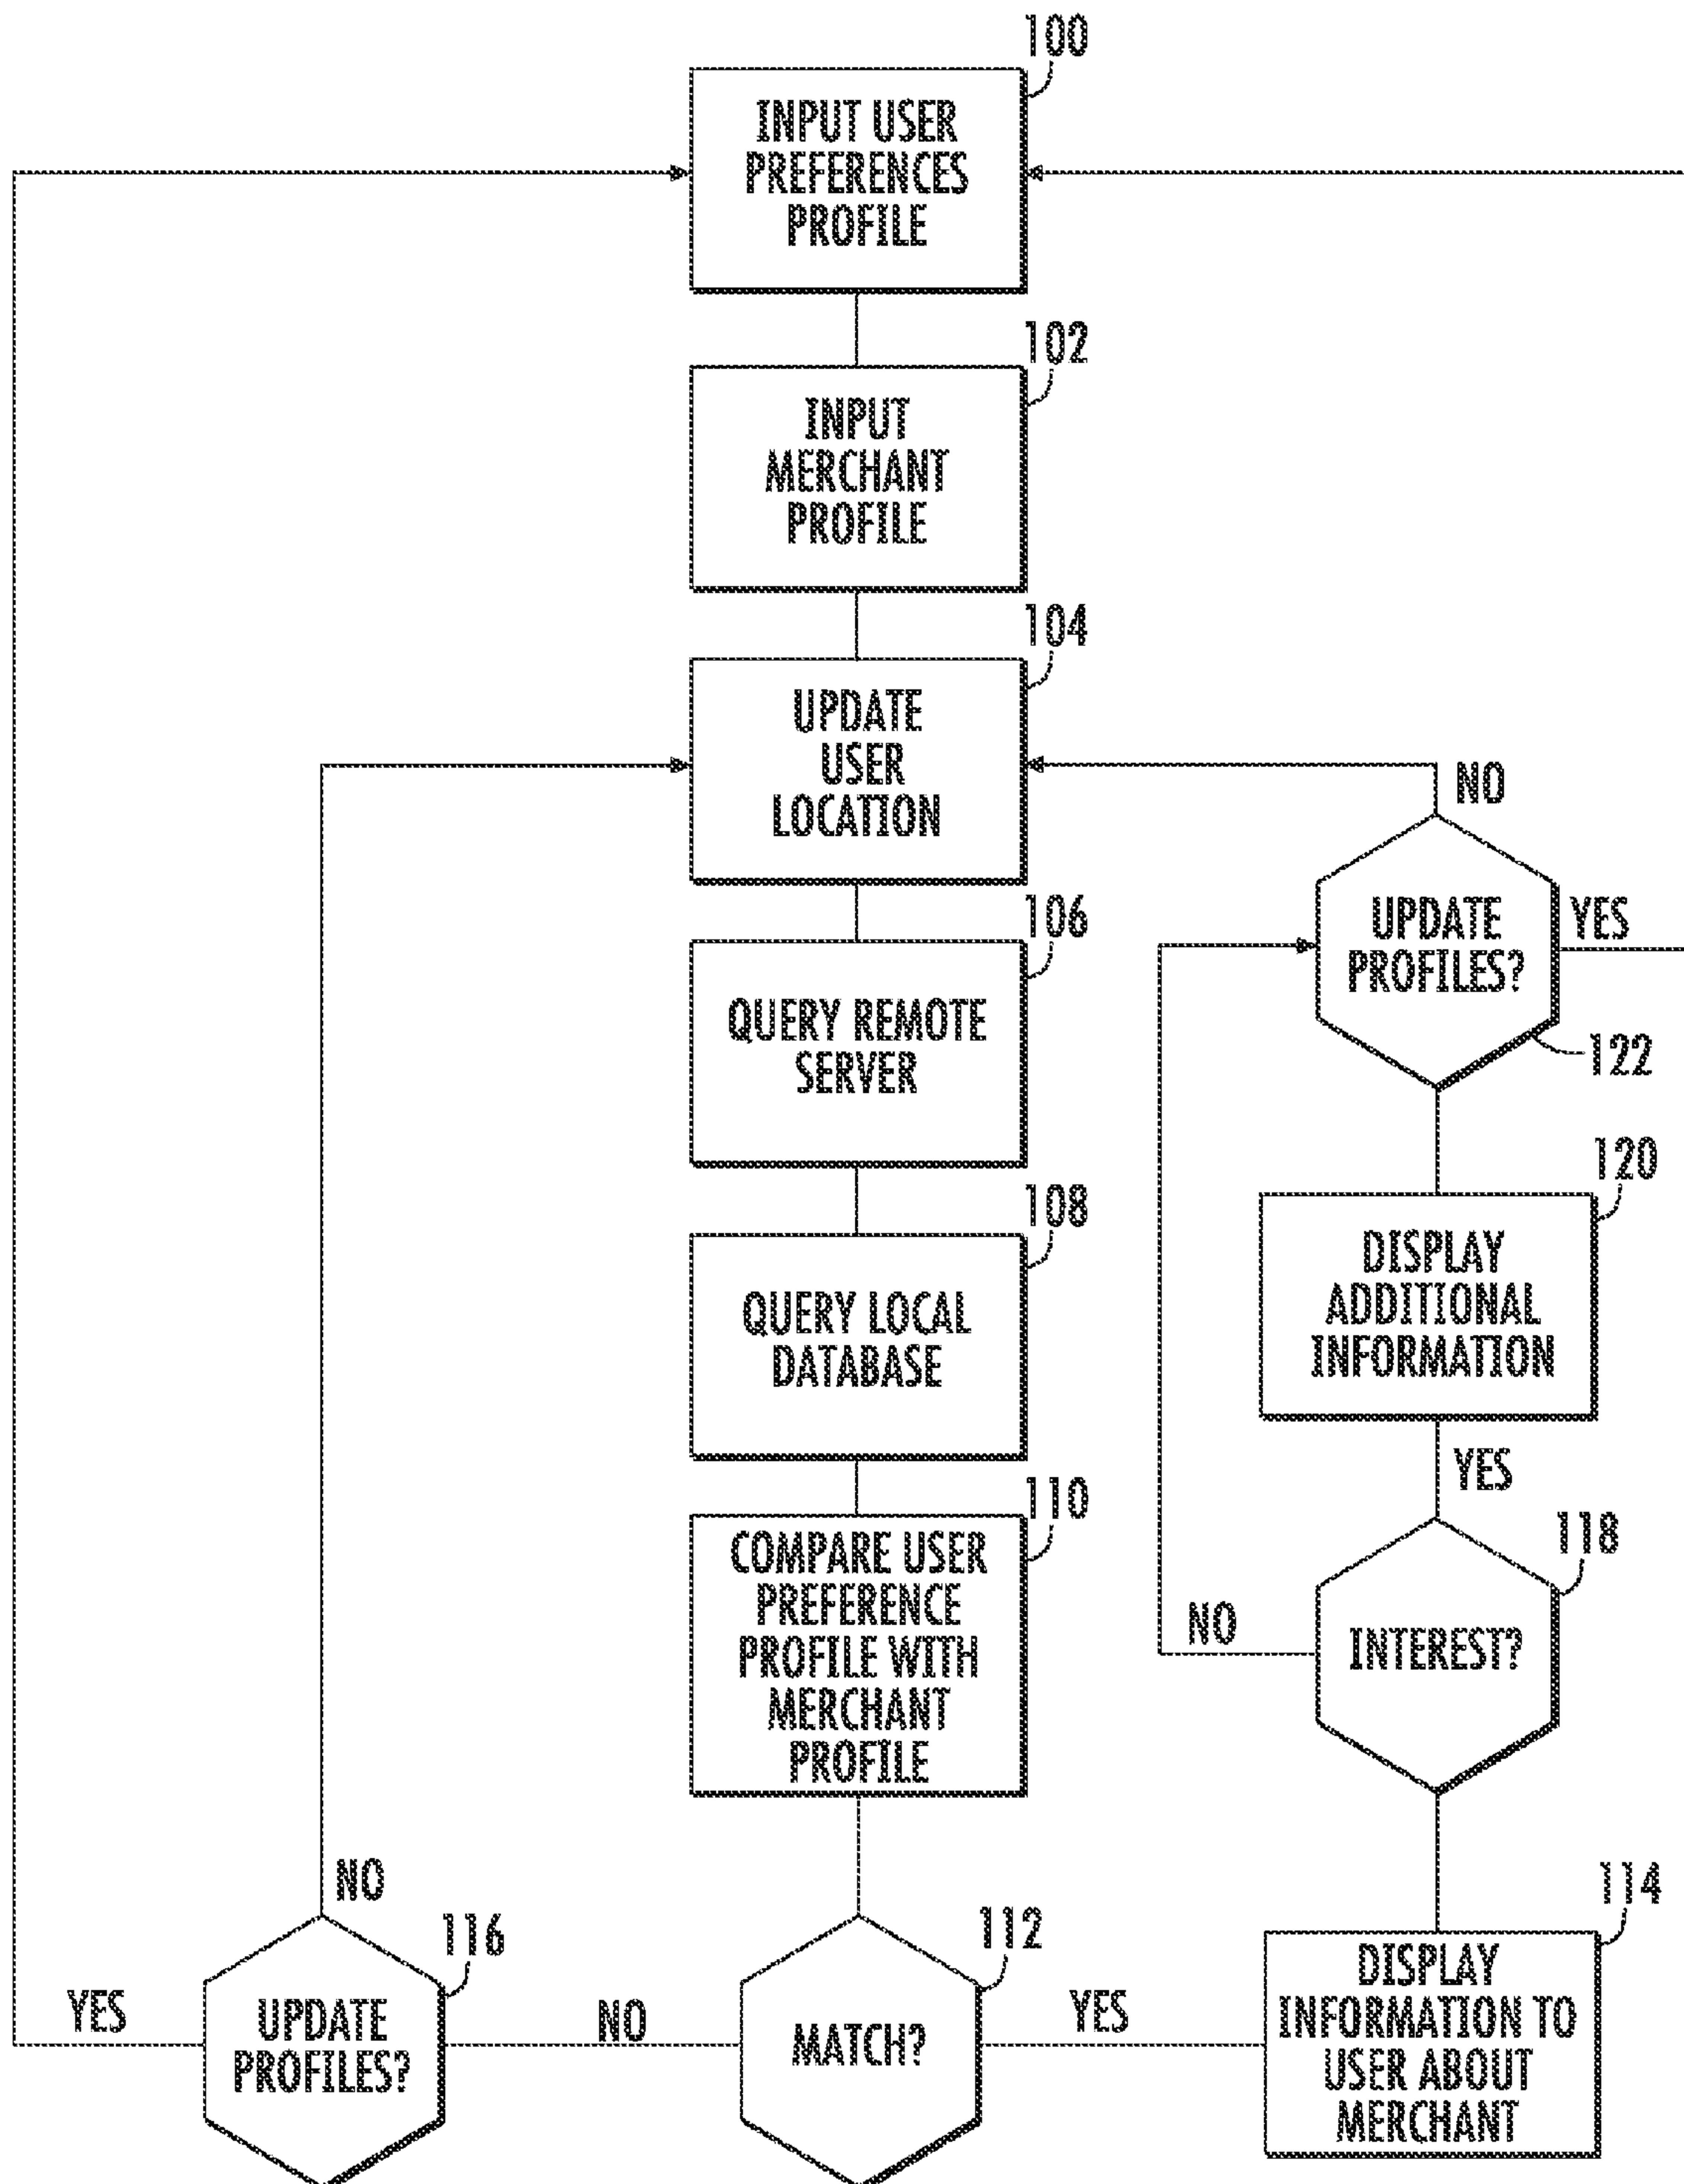 100
INPUT USER
PREFERENCES
PROFILE
102
INPUT
MERCHANT
PROFILE
104
UPDATE
USER
LOCATION
NO
106
UPDATE
PROFILES?
YES
122
QUERY REMOTE
SERVER
120
108
DISPLAY
ADDITIONAL
INFORMATION
QUERY LOCAL
DATABASE
YES
110
118
COMPARE USER
PREFERENCE
PROFILE WITH
MERCHANT
PROFILE
NO
INTEREST?
NO
114
116
112
YES
UPDATE
PROFILES?
NO
MATCH?
YES
DISPLAY
INFORMATION TO
USER ABOUT
MERCHANT